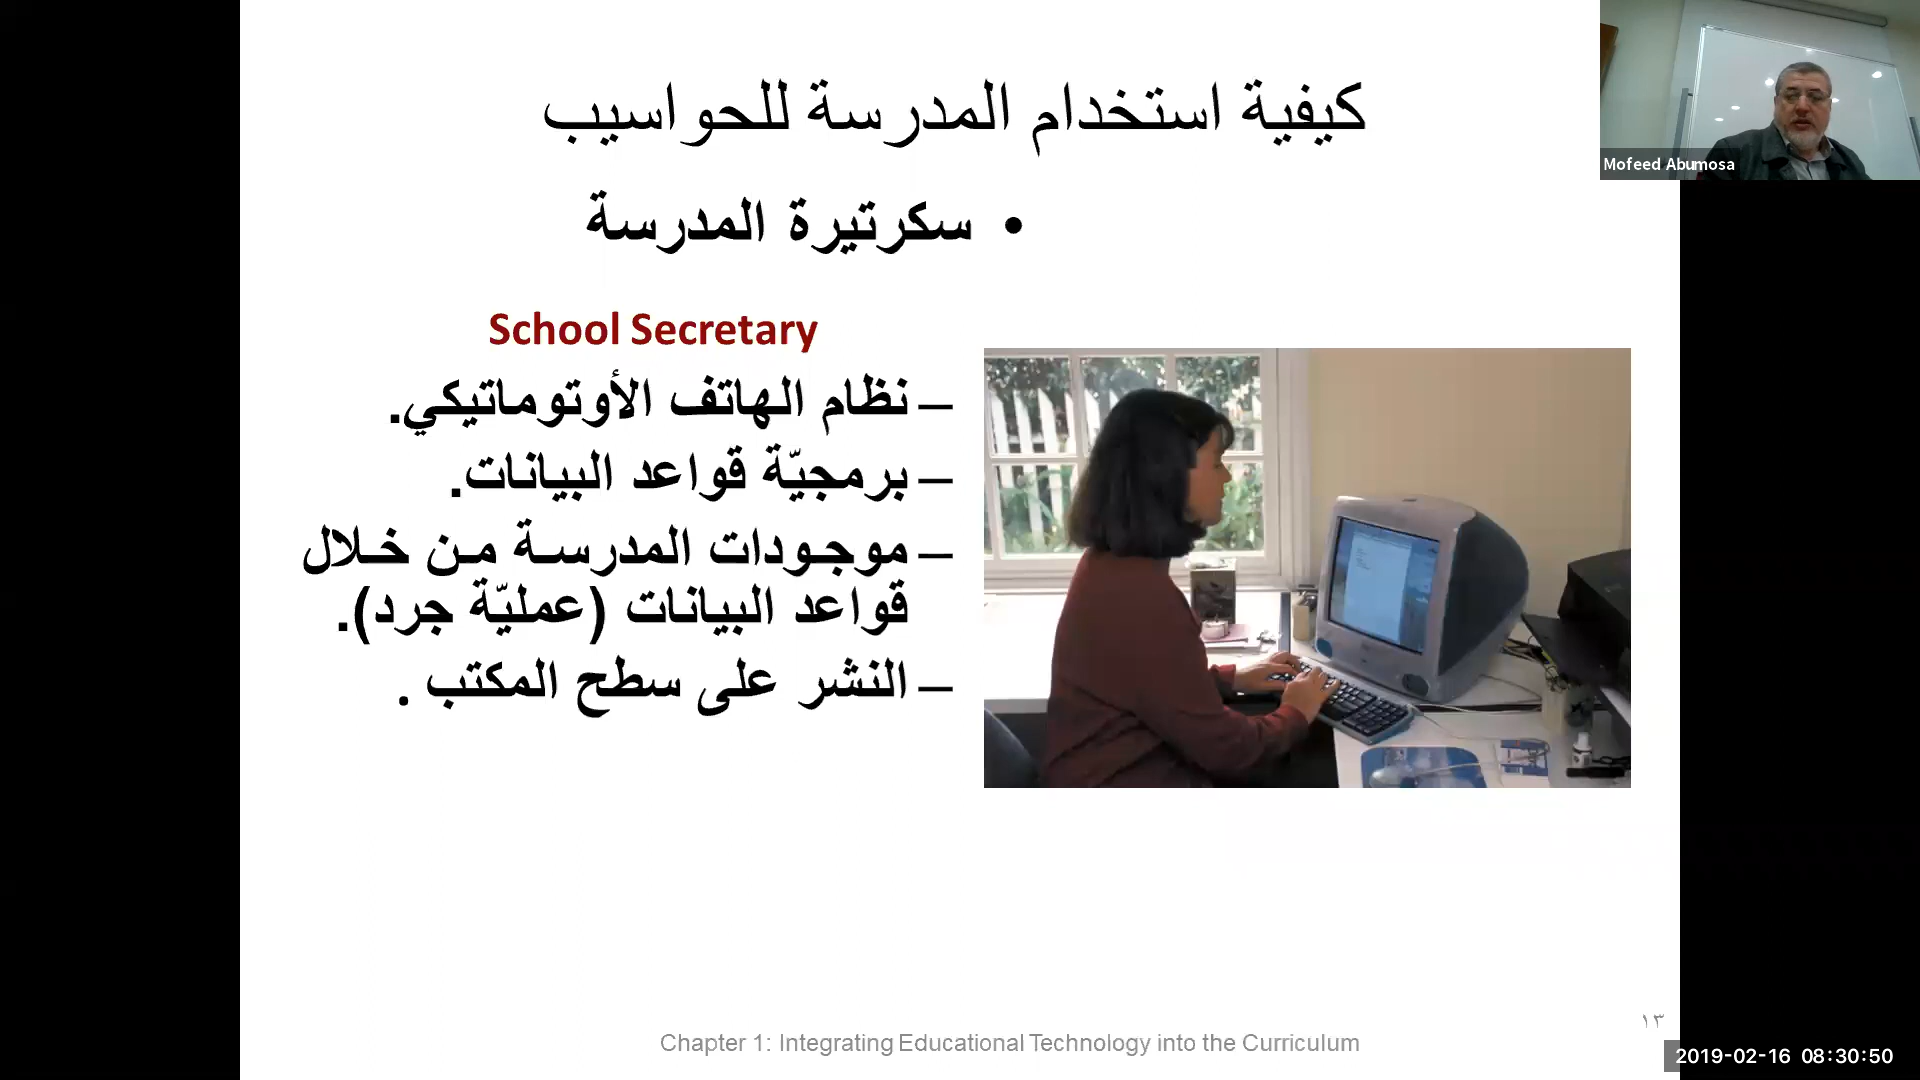 كيفية استخدام المدرسة للحواسيب
Mofeed Abumosa
• سكرتيرة المدرسة
School Secretary
– نظام الهاتف الأوتوماتيكي.
– برمجيّة قواعد البيانات.
– موجودات المدرسة من خلال
قواعد البيانات (عمليّة جرد).
– النشر على سطح المكتب .
١٣
Chapter 1: Integrating Educational Technology into the Curriculum
2019-02-16 08:30:50